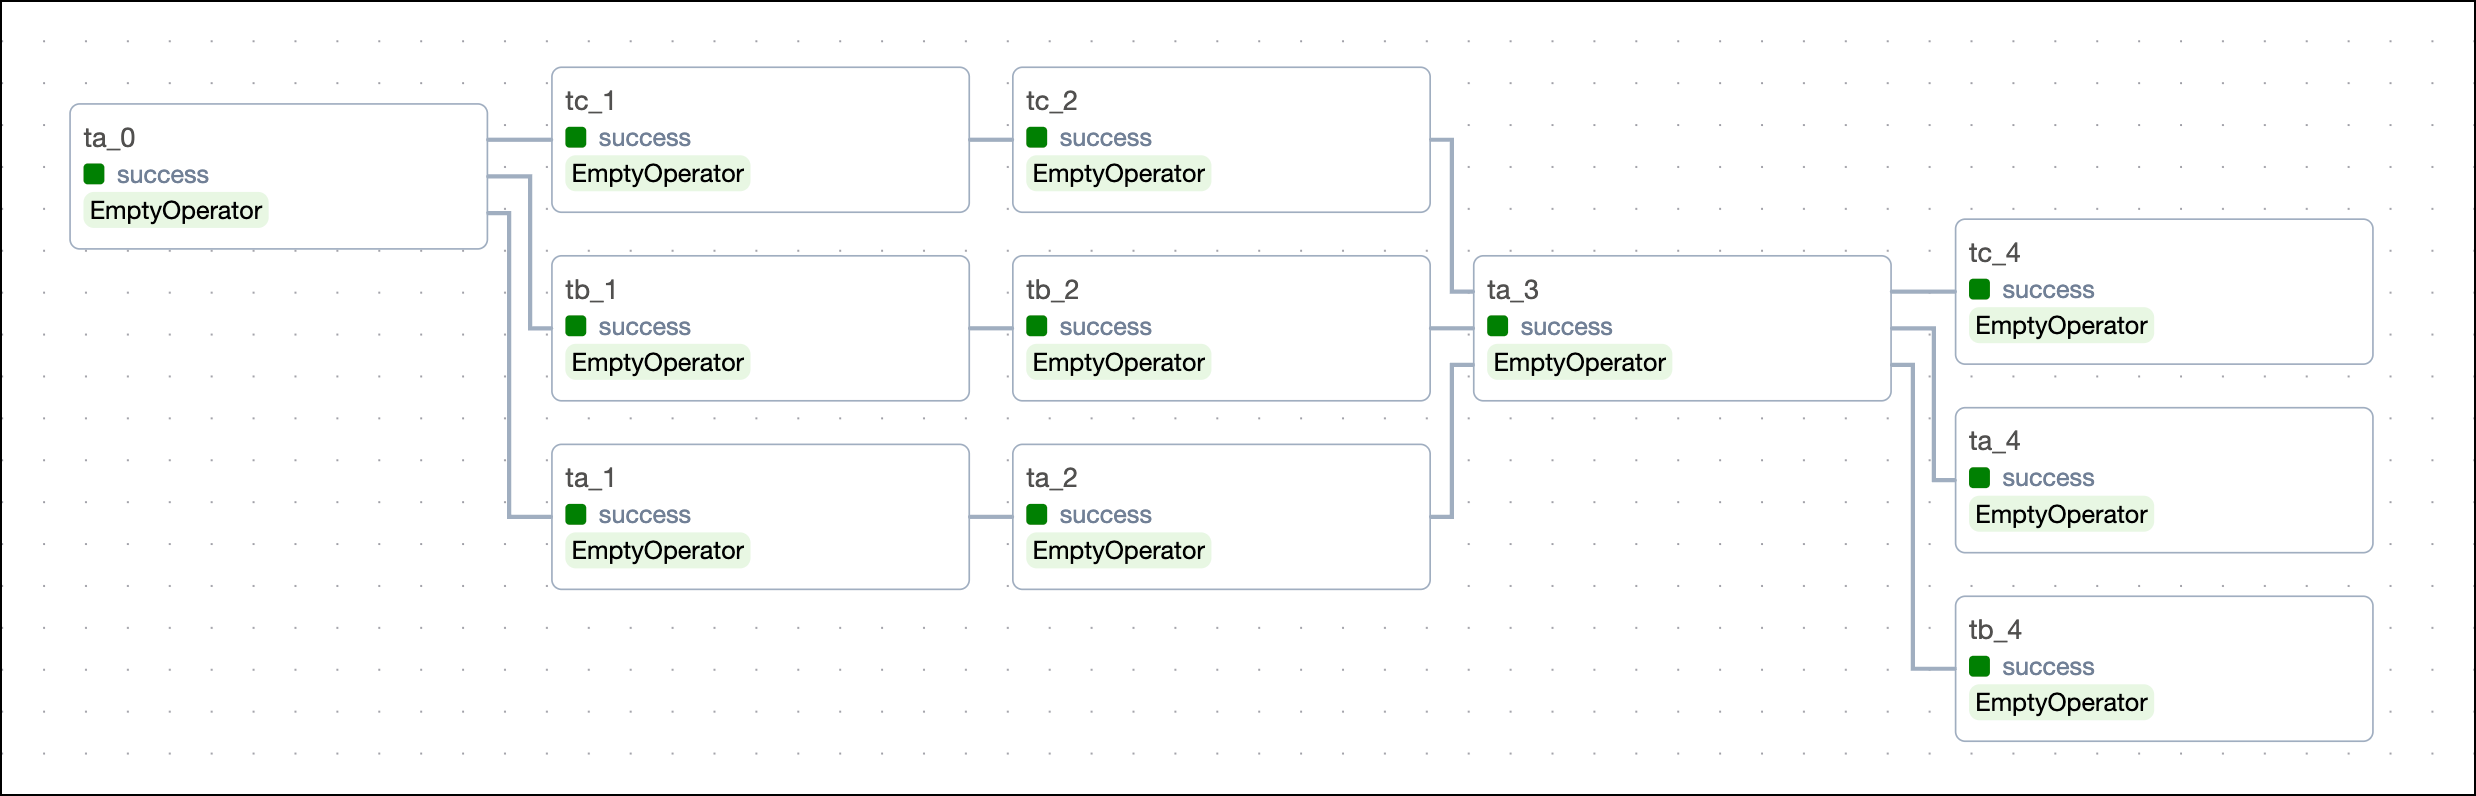 ta_0
success
EmptyOperator
tc_1
success
EmptyOperator
tb_1
success
EmptyOperator
ta_1
success
EmptyOperator
tc_2
success
EmptyOperator
tb_2
success
EmptyOperator
ta_2
success
EmptyOperator
ta_3
success
EmptyOperator
tc_4
success
EmptyOperator
ta_4
success
EmptyOperator
tb_4
success
EmptyOperator